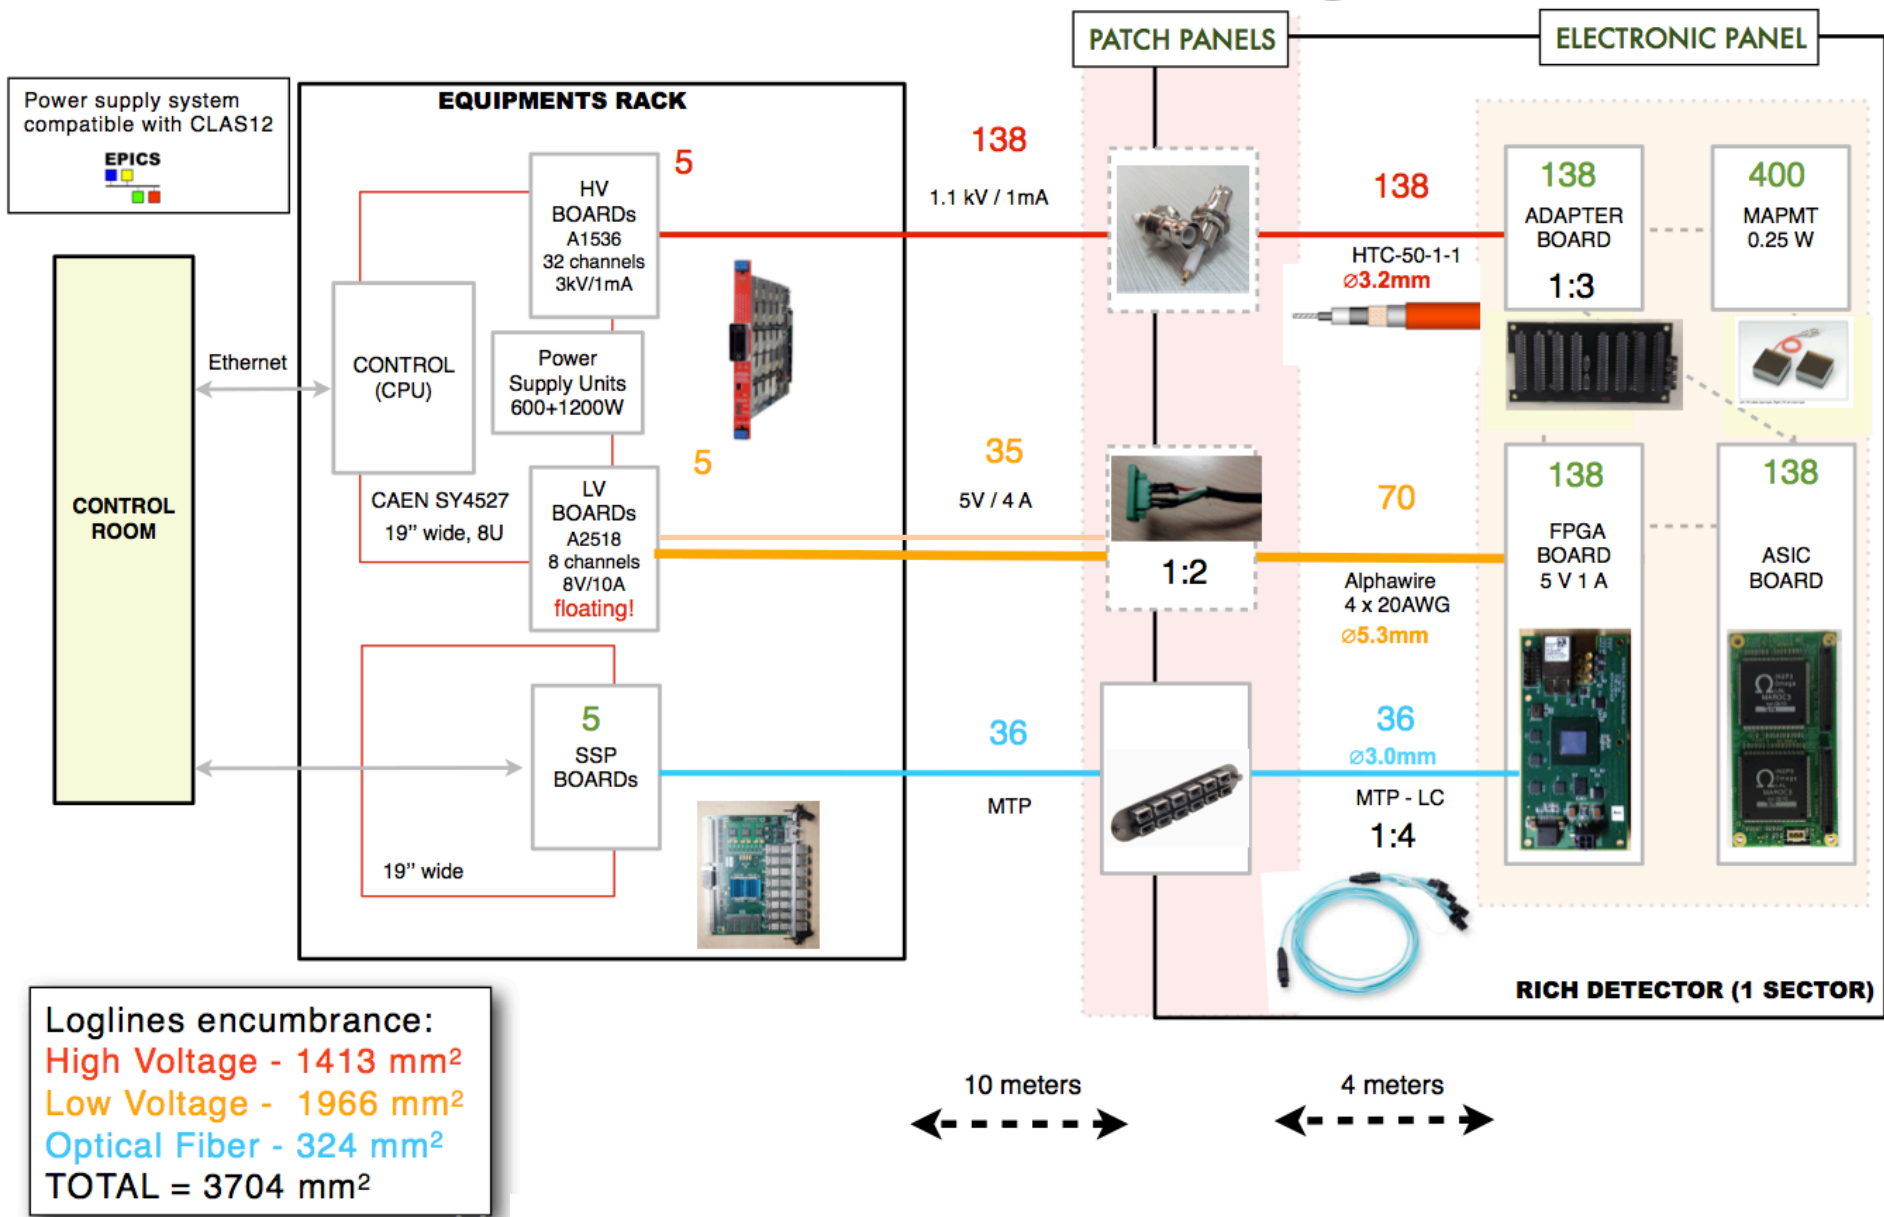 PATCH PANELS
ELECTRONIC PANEL
Power supply system
compatible with CLAS12
EPICS
EQUIPMENTS RACK
CONTROL
ROOM
Ethernet
CONTROL
(CPU)
5
HV
BOARDs
A1536
32 channels
3kV/1mA
Power
Supply Units
600+1200W
5
LV
BOARDs
A2518
8 channels
8V/10A
floating!
CAEN SY4527
19” wide, 8U
5
SSP
BOARDs
19” wide
138
1.1 kV / 1mA
35
5V / 4 A
1:2
36
MTP
138
HTC-50-1-1
⌀3.2mm
70
Alphawire
4 x 20AWG
⌀5.3mm
36
⌀3.0mm
MTP - LC
1:4
138
ADAPTER
BOARD
1:3
400
MAPMT
0.25 W
138
FPGA
BOARD
5 V 1 A
138
ASIC
BOARD
RICH DETECTOR (1 SECTOR)
Loglines encumbrance:
High Voltage - 1413 mm²
Low Voltage - 1966 mm²
Optical Fiber - 324 mm²
TOTAL = 3704 mm²
10 meters
4 meters